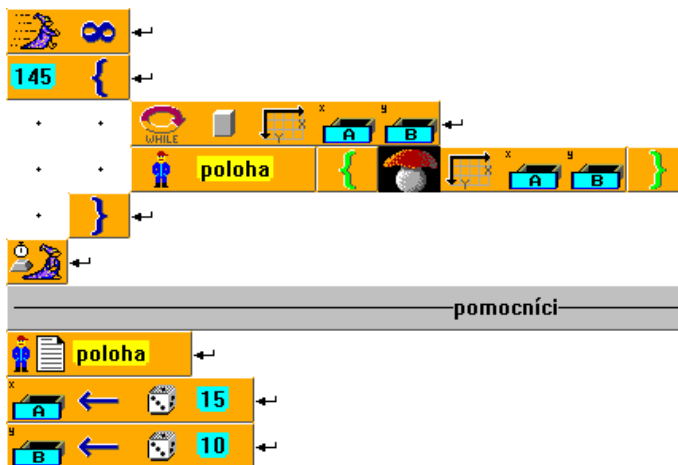 ∞
145 {
WHILE X Y x A y B
poloha { X Y x A y B }
}
pomocníci
poloha
x A ← 15
y B ← 10